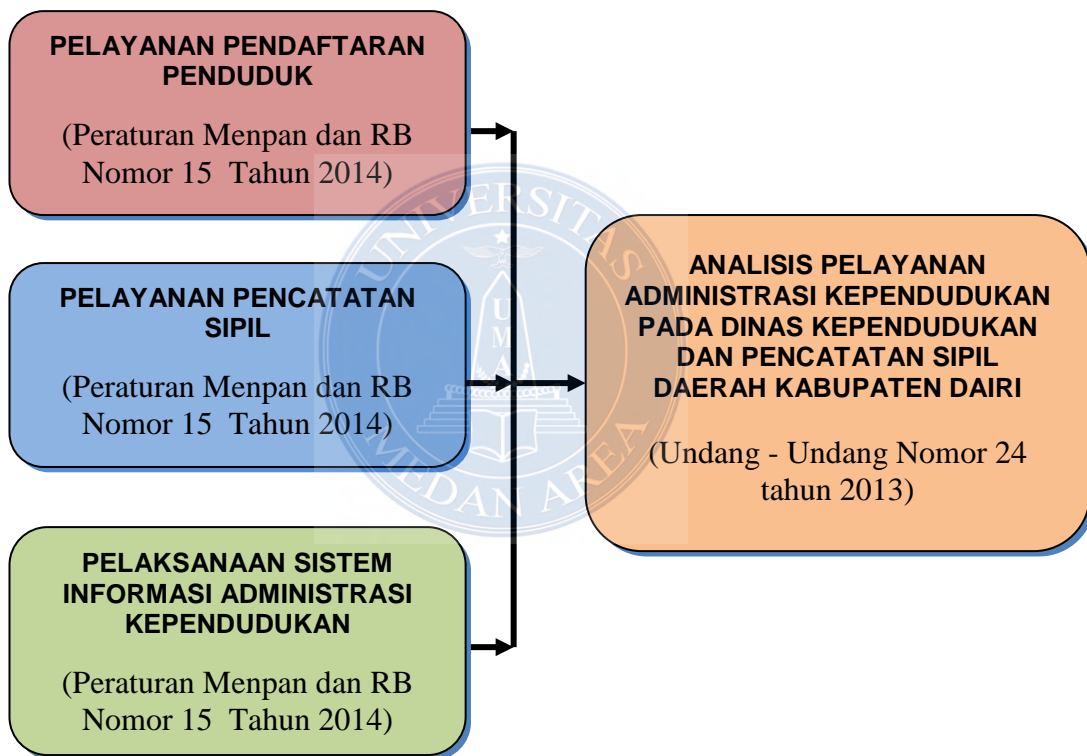 PELAYANAN PENDAFTARAN
PENDUDUK
(Peraturan Menpan dan RB
Nomor 15 Tahun 2014)
PELAYANAN PENCATATAN
SIPIL
(Peraturan Menpan dan RB
Nomor 15 Tahun 2014)
PELAKSANAAN SISTEM
INFORMASI ADMINISTRASI
KEPENDUDUKAN
(Peraturan Menpan dan RB
Nomor 15 Tahun 2014)
ANALISIS PELAYANAN
ADMINISTRASI KEPENDUDUKAN
PADA DINAS KEPENDUDUKAN
DAN PENCATATAN SIPIL
DAERAH KABUPATEN DAIRI
(Undang - Undang Nomor 24
tahun 2013)
UNIVERSITAS
UMA
MEDAN AREA